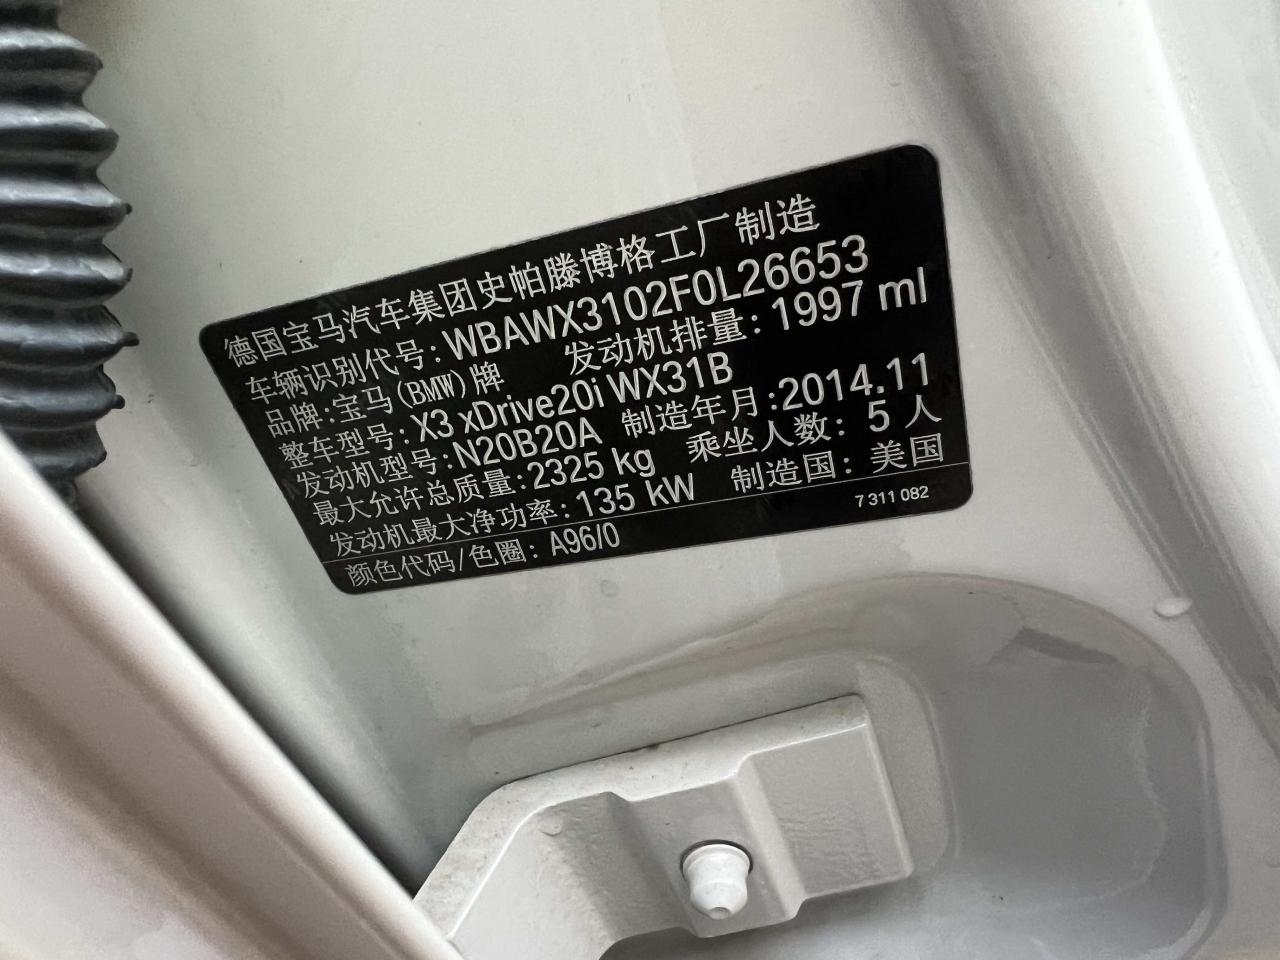 德国宝马汽车集团史帕滕博格工厂制造
车辆识别代号: WBAWX3102F0L26653
品牌: 宝马(BMW)牌 发动机排量: 1997 ml
整车型号: X3 xDrive20i WX31B
发动机型号: N20B20A 制造年月: 2014.11
最大允许总质量: 2325 kg 乘坐人数: 5 人
发动机最大净功率: 135 kW 制造国: 美国
颜色代码/色圈: A96/0 7 311 082